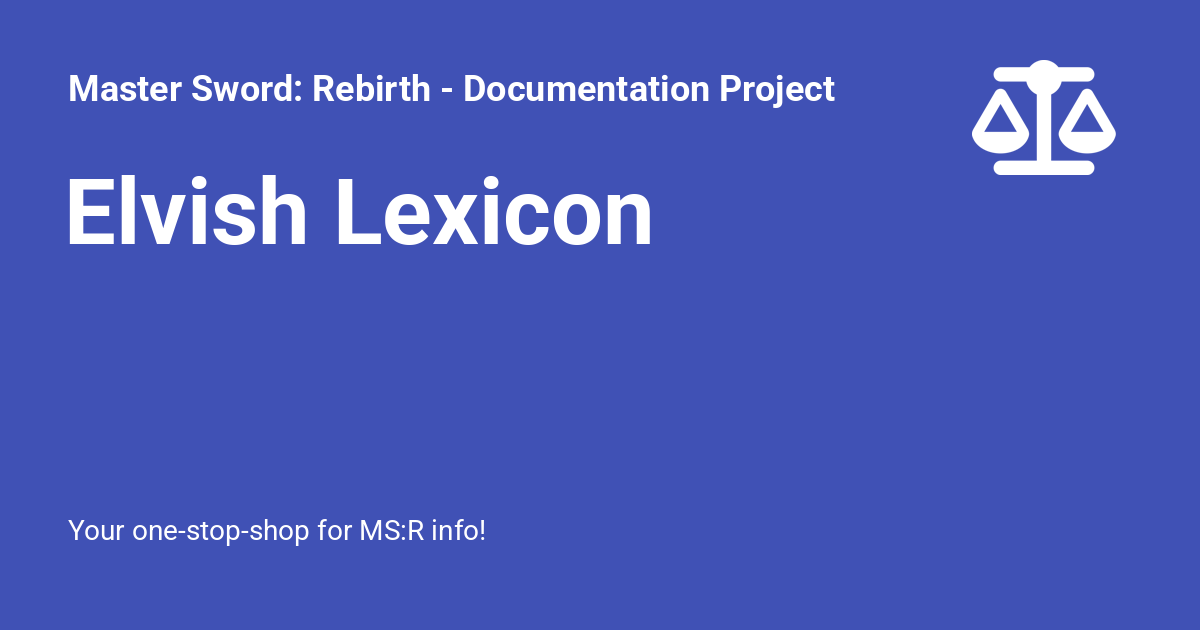 Master Sword: Rebirth - Documentation Project
Elvish Lexicon
Your one-stop-shop for MS:R info!